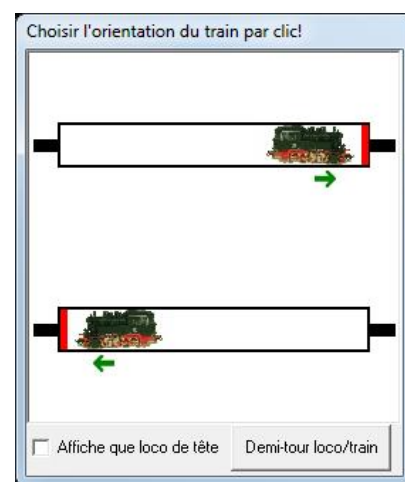 Choisir l'orientation du train par clic!
Affiche que loco de tête
Demi-tour loco/train